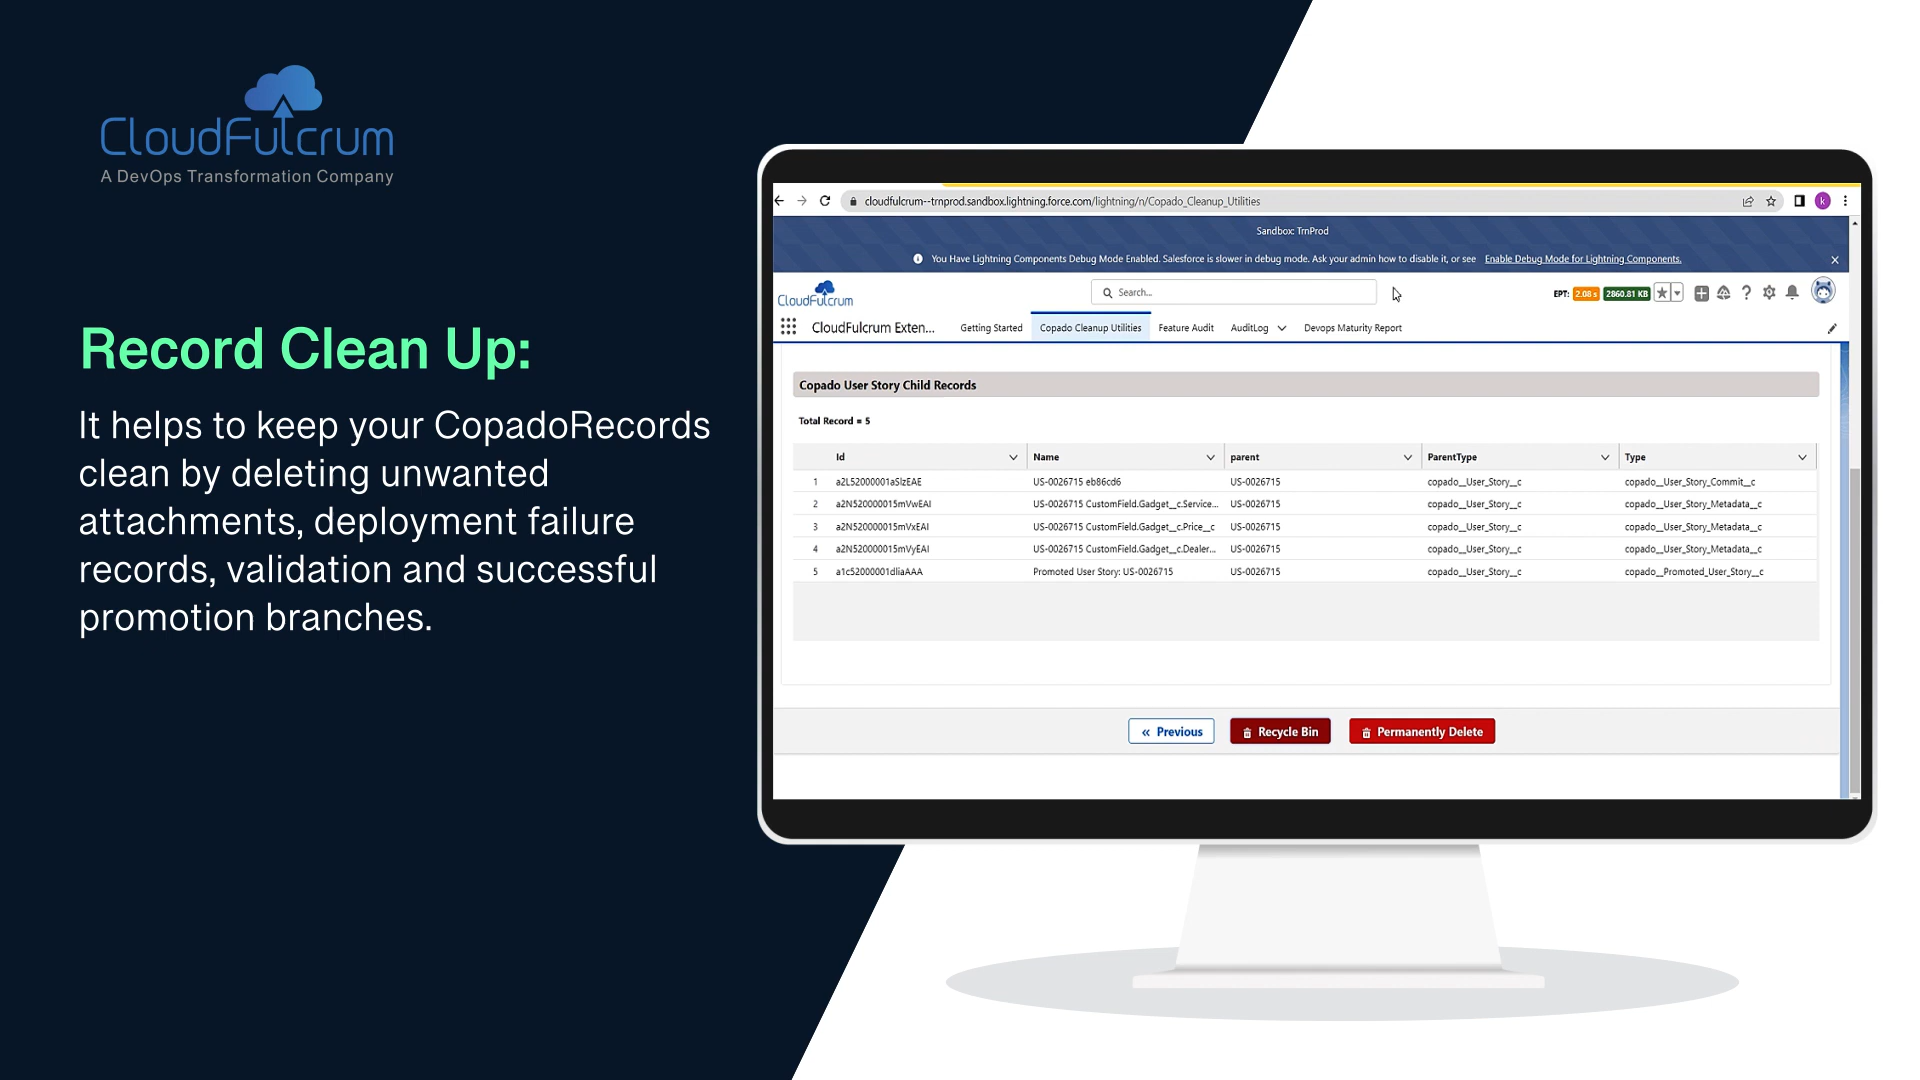 CloudFulcrum
A DevOps Transformation Company
Record Clean Up:
It helps to keep your CopadoRecords
clean by deleting unwanted
attachments, deployment failure
records, validation and successful
promotion branches.
cloudfulcrum--trnprod.sandbox.lightning.force.com/lightning/n/Copado_Cleanup_Utilities
k
Sandbox: TrnProd
You Have Lightning Components Debug Mode Enabled. Salesforce is slower in debug mode. Ask your admin how to disable it, or see Enable Debug Mode for Lightning Components.
CloudFulcrum
Search...
EPT: 2.08 s 2860.81 KB
CloudFulcrum Exten... Getting Started Copado Cleanup Utilities Feature Audit AuditLog Devops Maturity Report
Copado User Story Child Records
Total Record = 5
Id Name parent ParentType Type
1 a2L52000001aSlzEAE US-0026715 eb86cd6 US-0026715 copado__User_Story__c copado__User_Story_Commit__c
2 a2N520000015mVwEAI US-0026715 CustomField.Gadget__c.Service... US-0026715 copado__User_Story__c copado__User_Story_Metadata__c
3 a2N520000015mVxEAI US-0026715 CustomField.Gadget__c.Price__c US-0026715 copado__User_Story__c copado__User_Story_Metadata__c
4 a2N520000015mVyEAI US-0026715 CustomField.Gadget__c.Dealer... US-0026715 copado__User_Story__c copado__User_Story_Metadata__c
5 a1c52000001dliaAAA Promoted User Story: US-0026715 US-0026715 copado__User_Story__c copado__Promoted_User_Story__c
« Previous Recycle Bin Permanently Delete